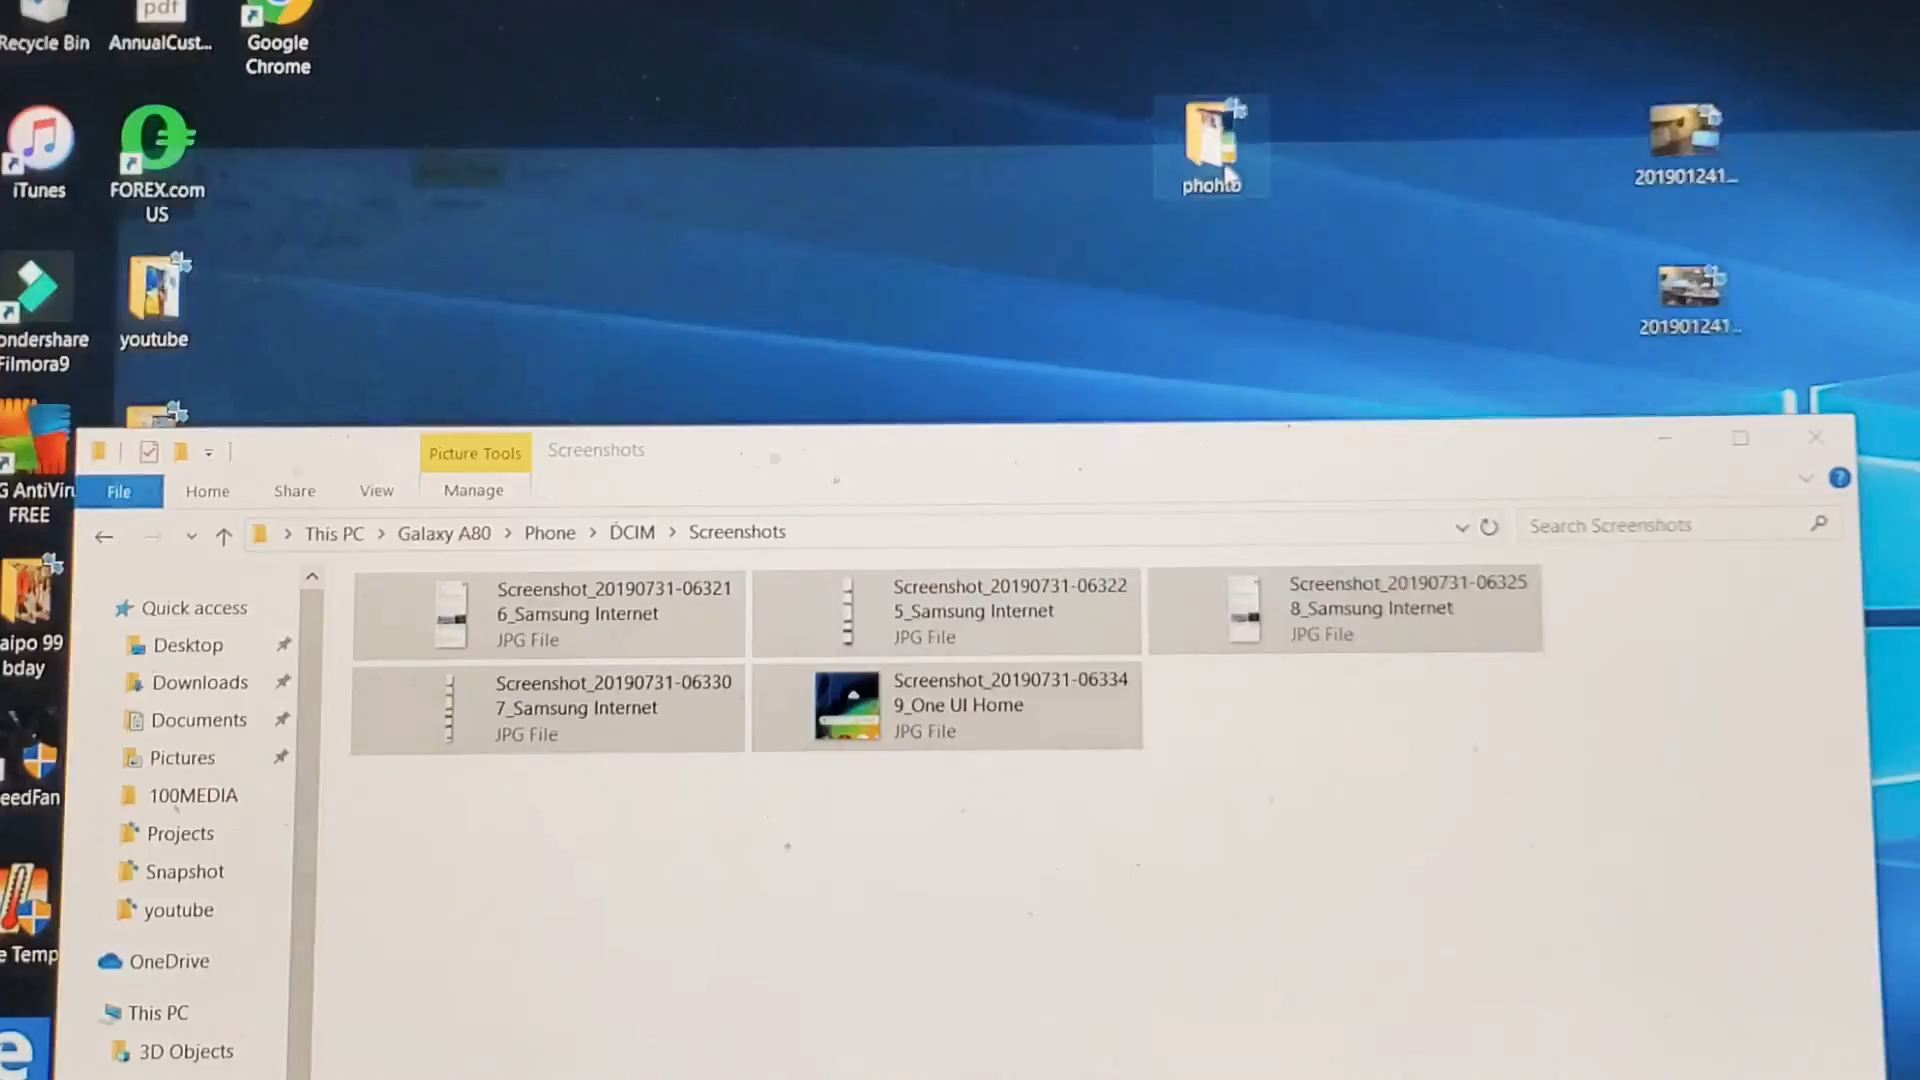 pdf
Recycle Bin
AnnualCust...
Google
Chrome
iTunes
FOREX.com
US
phohto
201901241...
201901241...
ondershare
Filmora9
youtube
G AntiViru
FREE
aipo 99
bday
eedFan
e Temp
Picture Tools
Screenshots
File
Home
Share
View
Manage
This PC > Galaxy A80 > Phone > DCIM > Screenshots
Search Screenshots
Quick access
Desktop
Downloads
Documents
Pictures
100MEDIA
Projects
Snapshot
youtube
OneDrive
This PC
3D Objects
Screenshot_20190731-06321
6_Samsung Internet
JPG File
Screenshot_20190731-06322
5_Samsung Internet
JPG File
Screenshot_20190731-06325
8_Samsung Internet
JPG File
Screenshot_20190731-06330
7_Samsung Internet
JPG File
Screenshot_20190731-06334
9_One UI Home
JPG File